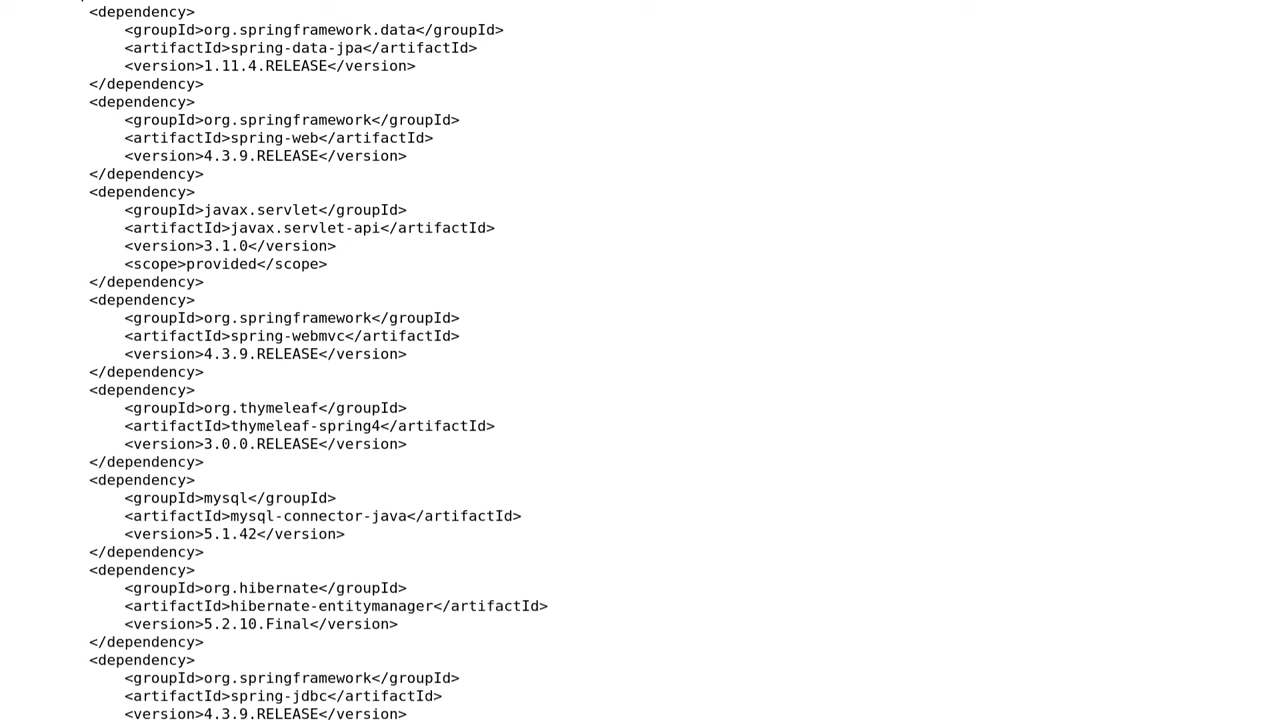 <dependency>
<groupId>org.springframework.data</groupId>
<artifactId>spring-data-jpa</artifactId>
<version>1.11.4.RELEASE</version>
</dependency>
<dependency>
<groupId>org.springframework</groupId>
<artifactId>spring-web</artifactId>
<version>4.3.9.RELEASE</version>
</dependency>
<dependency>
<groupId>javax.servlet</groupId>
<artifactId>javax.servlet-api</artifactId>
<version>3.1.0</version>
<scope>provided</scope>
</dependency>
<dependency>
<groupId>org.springframework</groupId>
<artifactId>spring-webmvc</artifactId>
<version>4.3.9.RELEASE</version>
</dependency>
<dependency>
<groupId>org.thymeleaf</groupId>
<artifactId>thymeleaf-spring4</artifactId>
<version>3.0.0.RELEASE</version>
</dependency>
<dependency>
<groupId>mysql</groupId>
<artifactId>mysql-connector-java</artifactId>
<version>5.1.42</version>
</dependency>
<dependency>
<groupId>org.hibernate</groupId>
<artifactId>hibernate-entitymanager</artifactId>
<version>5.2.10.Final</version>
</dependency>
<dependency>
<groupId>org.springframework</groupId>
<artifactId>spring-jdbc</artifactId>
<version>4.3.9.RELEASE</version>